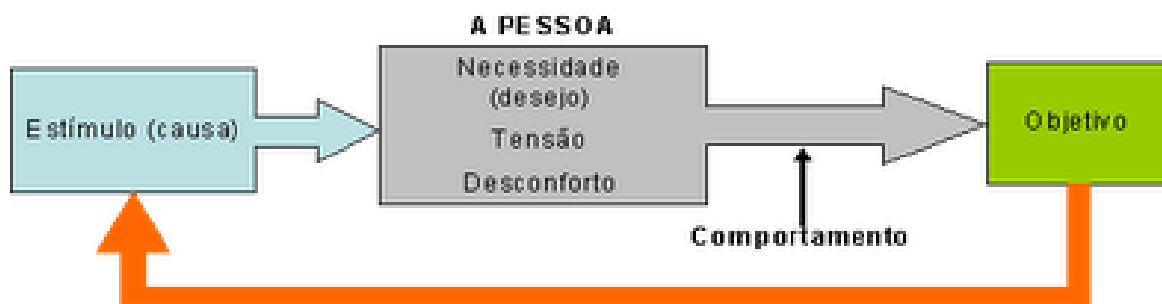 A PESSOA
Estímulo (causa)
Necessidade
(desejo)
Tensão
Desconforto
Objetivo
Comportamento